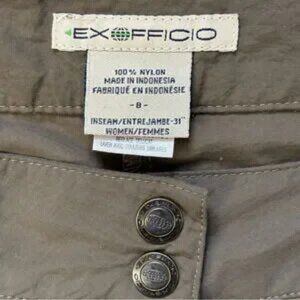 EXOFFICIO
100% NYLON
MADE IN INDONESIA
FABRIQUÉ EN INDONÉSIE
- 8 -
INSEAM/ENTREJAMBE-31"
WOMEN/FEMMES